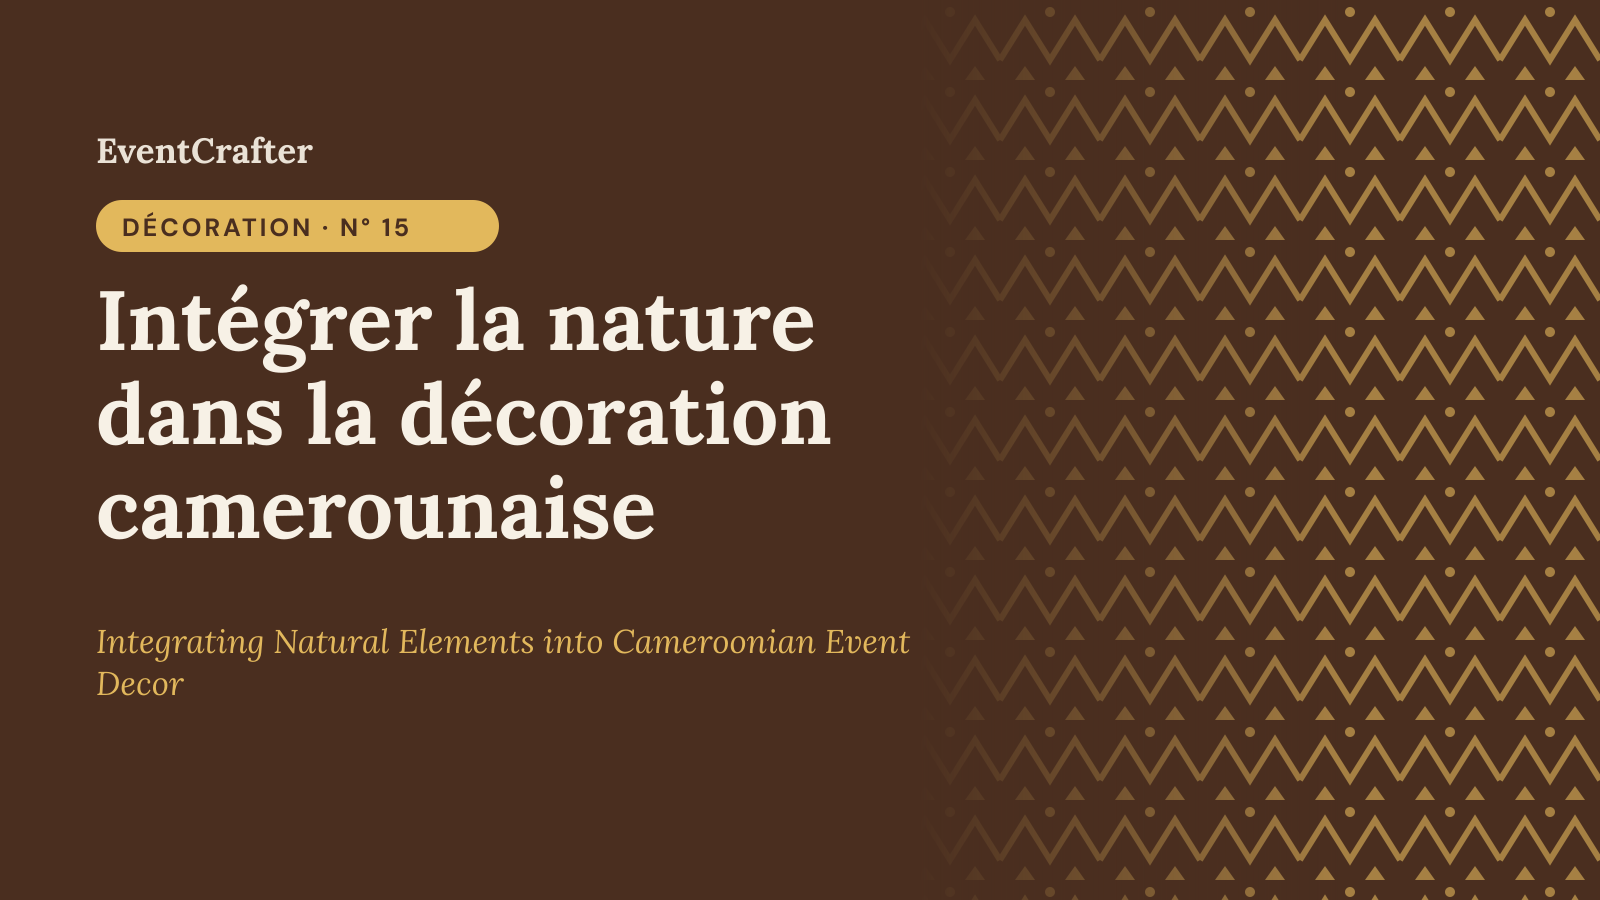 EventCrafter
DÉCORATION · N° 15
Intégrer la nature
dans la décoration
camerounaise
Integrating Natural Elements into Cameroonian Event
Decor